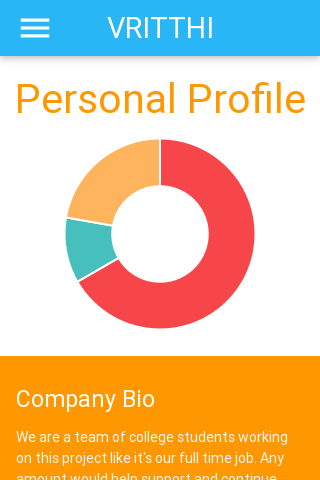 VRITTHI
Personal Profile
Company Bio
We are a team of college students working
on this project like it's our full time job. Any
amount would help support and continue